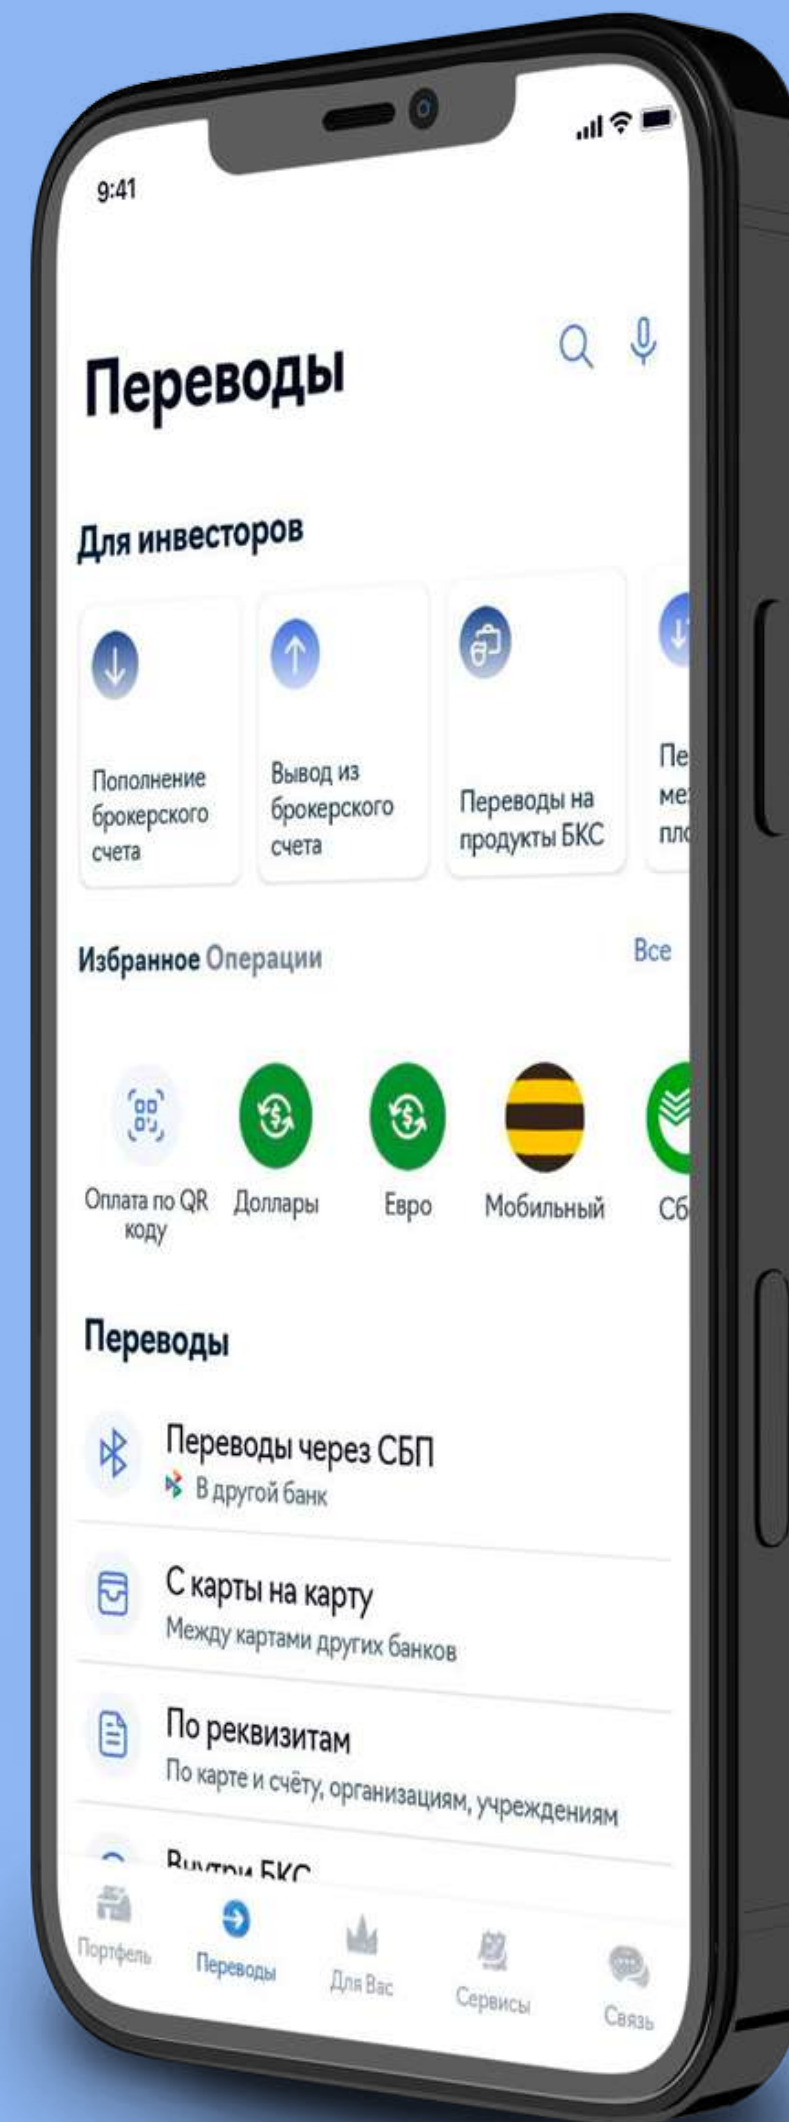 9:41
Переводы
Для инвесторов
Пополнение
брокерского
счета
Вывод из
брокерского
счета
Переводы на
продукты БКС
Избранное Операции
Все
Оплата по QR
коду
Доллары
Евро
Мобильный
Переводы
Переводы через СБП
В другой банк
С карты на карту
Между картами других банков
По реквизитам
По карте и счёту, организациям, учреждениям
Внутри БКС
Портфель
Переводы
Для Вас
Сервисы
Связь